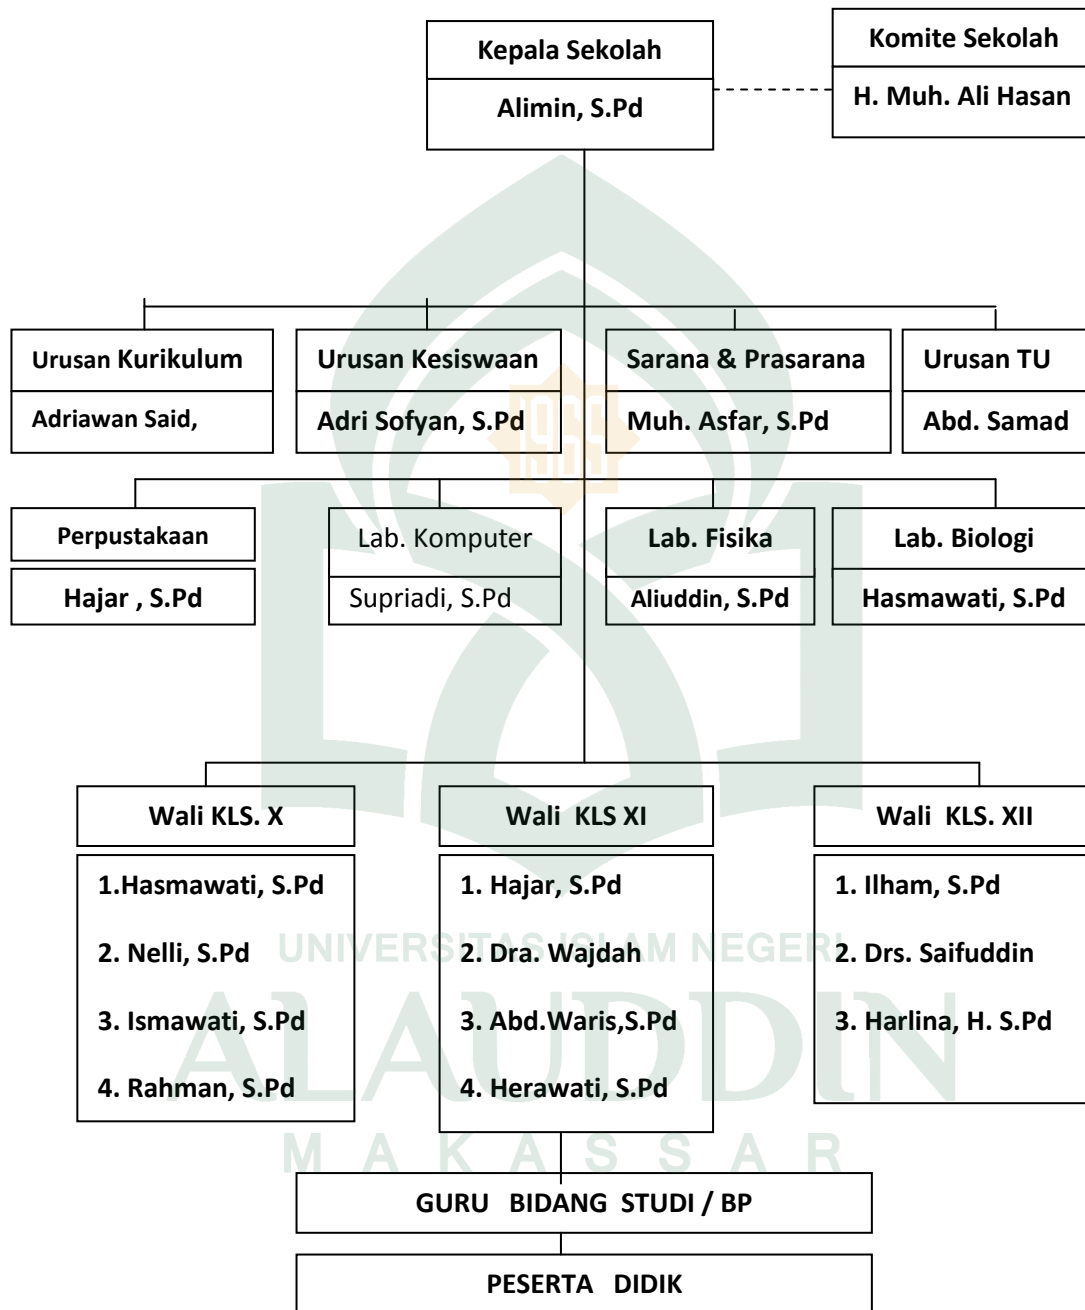 Kepala Sekolah
Alimin, S.Pd
Komite Sekolah
H. Muh. Ali Hasan
Urusan Kurikulum
Adriawan Said,
Urusan Kesiswaan
Adri Sofyan, S.Pd
Sarana & Prasarana
Muh. Asfar, S.Pd
Urusan TU
Abd. Samad
1965
Perpustakaan
Hajar , S.Pd
Lab. Komputer
Supriadi, S.Pd
Lab. Fisika
Aliuddin, S.Pd
Lab. Biologi
Hasmawati, S.Pd
Wali KLS. X
1.Hasmawati, S.Pd
2. Nelli, S.Pd
3. Ismawati, S.Pd
4. Rahman, S.Pd
Wali KLS XI
1. Hajar, S.Pd
2. Dra. Wajdah
3. Abd.Waris,S.Pd
4. Herawati, S.Pd
Wali KLS. XII
1. Ilham, S.Pd
2. Drs. Saifuddin
3. Harlina, H. S.Pd
UNIVERSITAS ISLAM NEGERI
ALAUDDIN
MAKASSAR
GURU BIDANG STUDI / BP
PESERTA DIDIK